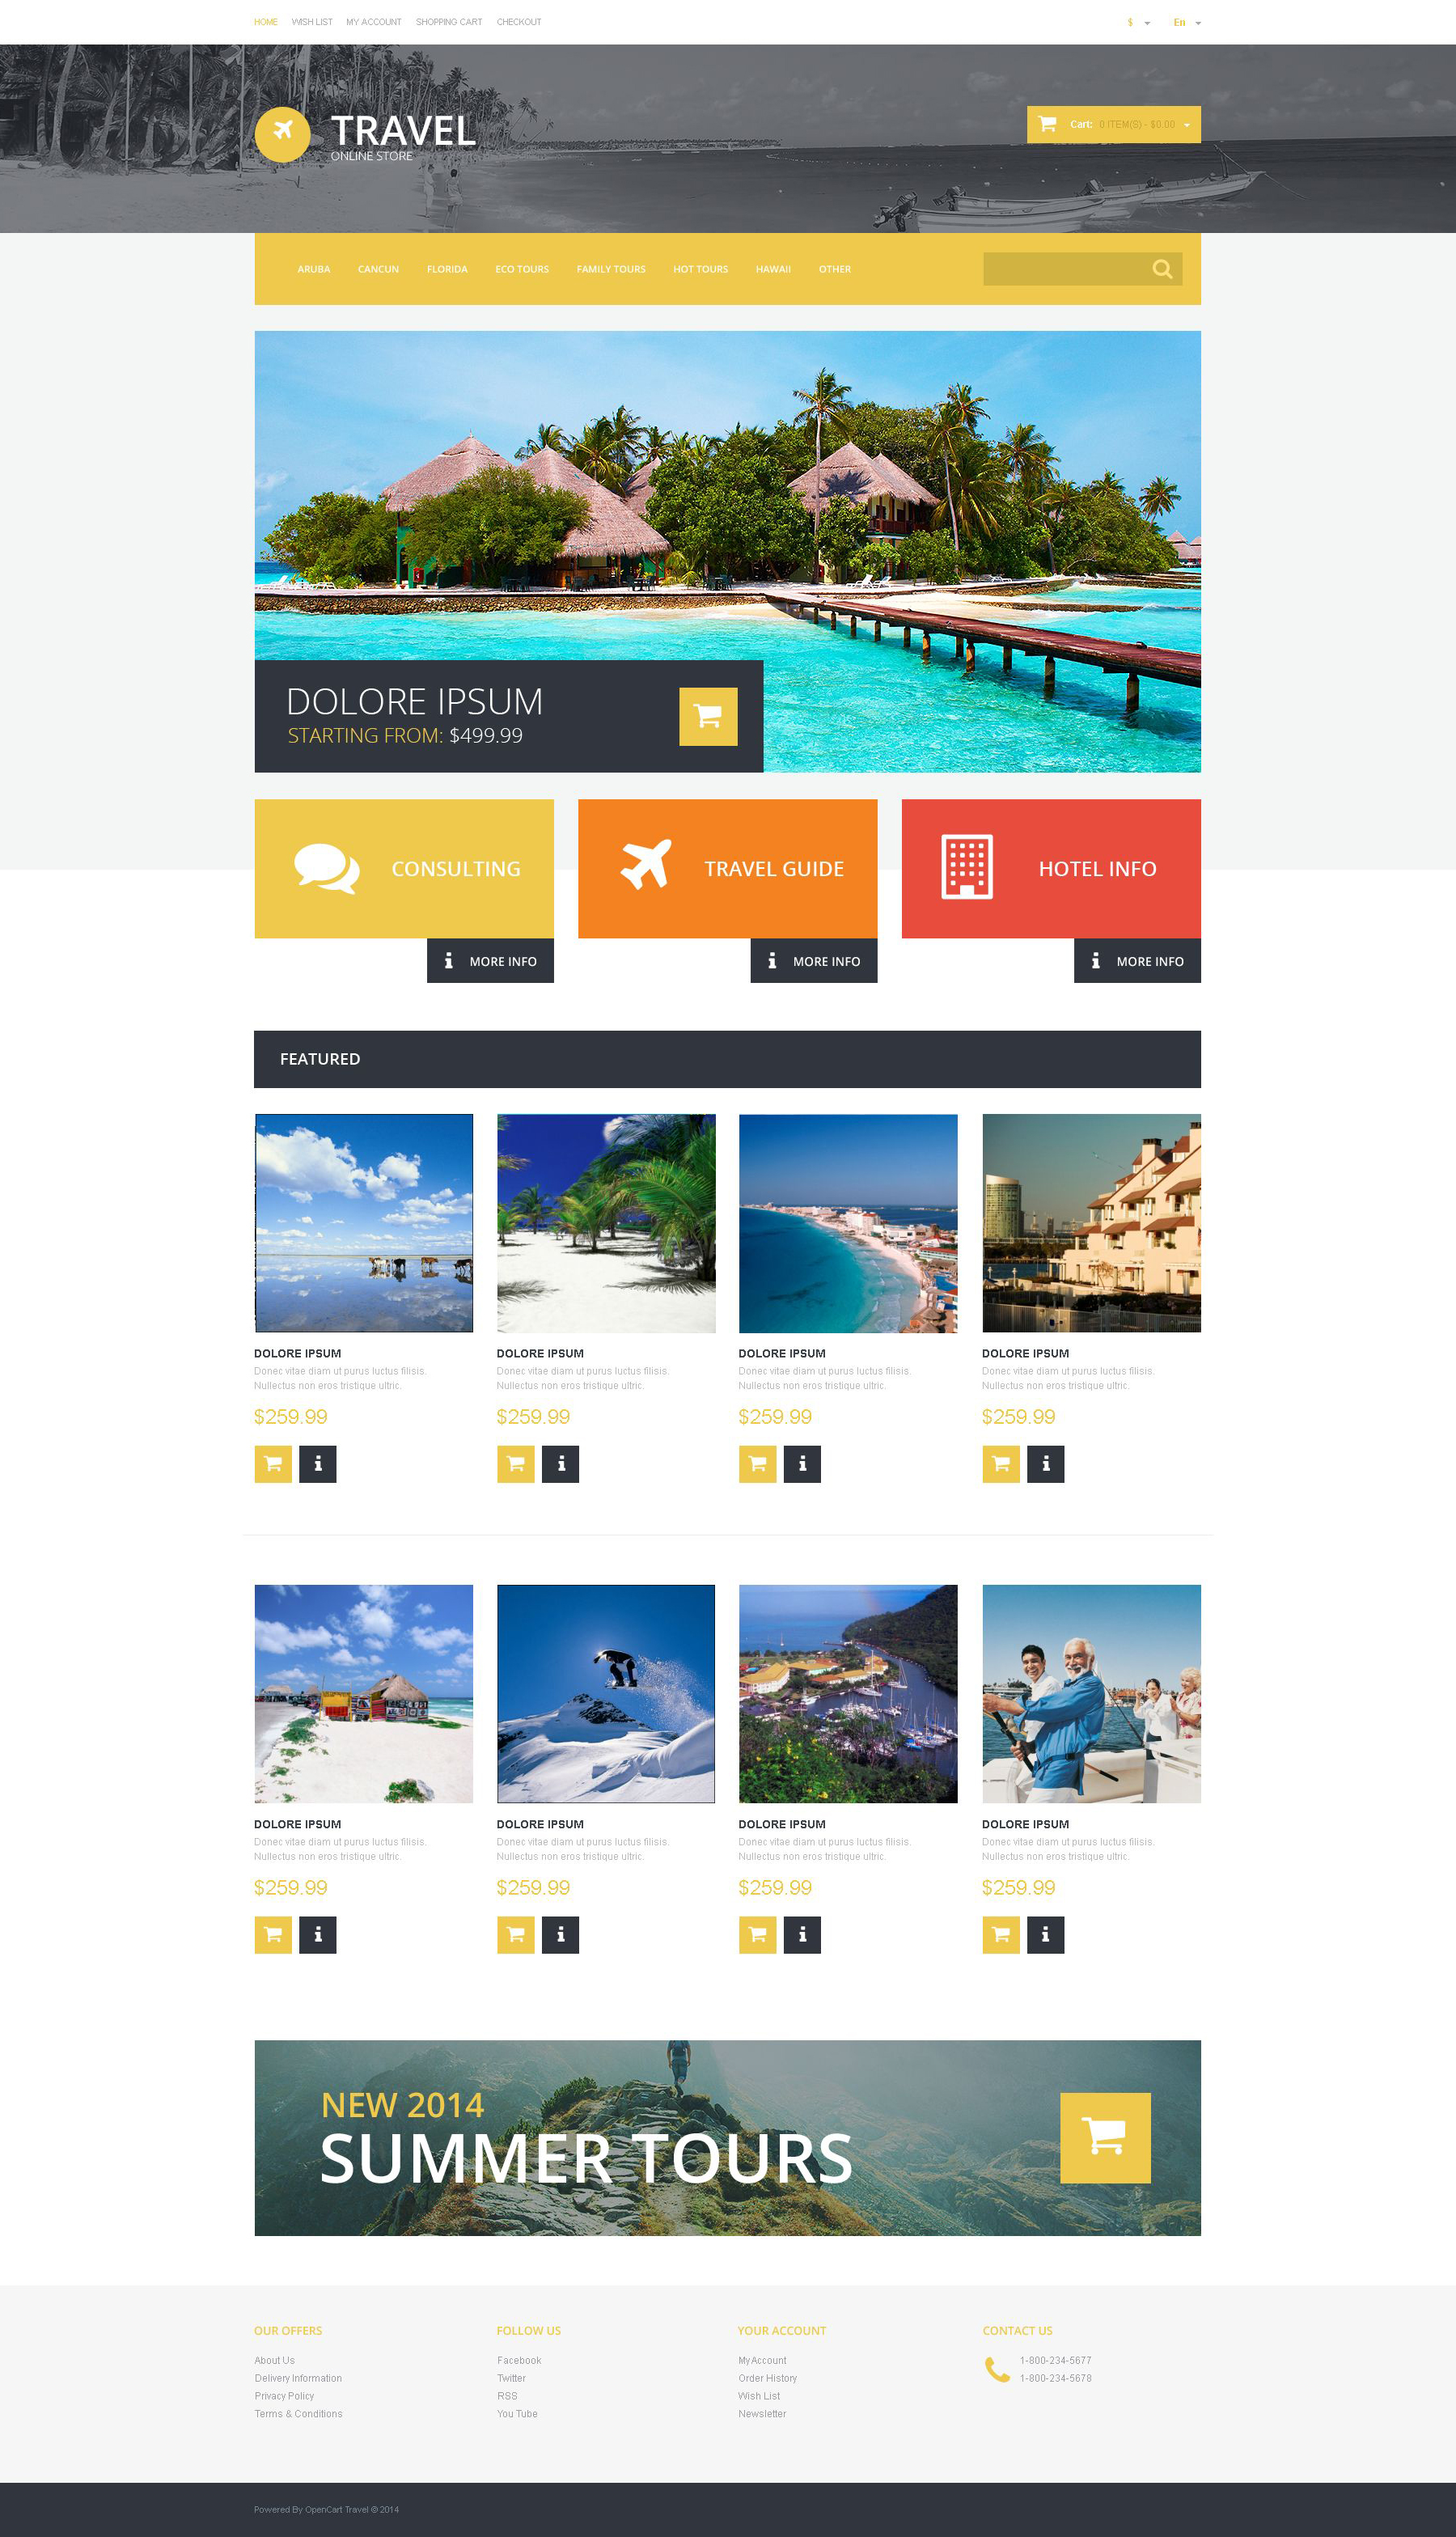 HOME WISH LIST MY ACCOUNT SHOPPING CART CHECKOUT
$ En
TRAVEL
ONLINE STORE
Cart: 0 ITEM(S) - $0.00
ARUBA CANCUN FLORIDA ECO TOURS FAMILY TOURS HOT TOURS HAWAII OTHER
DOLORE IPSUM
STARTING FROM: $499.99
CONSULTING TRAVEL GUIDE HOTEL INFO
MORE INFO MORE INFO MORE INFO
FEATURED
DOLORE IPSUM DOLORE IPSUM DOLORE IPSUM DOLORE IPSUM
Donec vitae diam ut purus luctus filisis. Donec vitae diam ut purus luctus filisis. Donec vitae diam ut purus luctus filisis. Donec vitae diam ut purus luctus filisis.
Nullectus non eros tristique ultric. Nullectus non eros tristique ultric. Nullectus non eros tristique ultric. Nullectus non eros tristique ultric.
$259.99 $259.99 $259.99 $259.99
DOLORE IPSUM DOLORE IPSUM DOLORE IPSUM DOLORE IPSUM
Donec vitae diam ut purus luctus filisis. Donec vitae diam ut purus luctus filisis. Donec vitae diam ut purus luctus filisis. Donec vitae diam ut purus luctus filisis.
Nullectus non eros tristique ultric. Nullectus non eros tristique ultric. Nullectus non eros tristique ultric. Nullectus non eros tristique ultric.
$259.99 $259.99 $259.99 $259.99
NEW 2014
SUMMER TOURS
OUR OFFERS
About Us
Delivery Information
Privacy Policy
Terms & Conditions
FOLLOW US
Facebook
Twitter
RSS
You Tube
YOUR ACCOUNT
My Account
Order History
Wish List
Newsletter
CONTACT US
1-800-234-5677
1-800-234-5678
Powered By OpenCart Travel © 2014